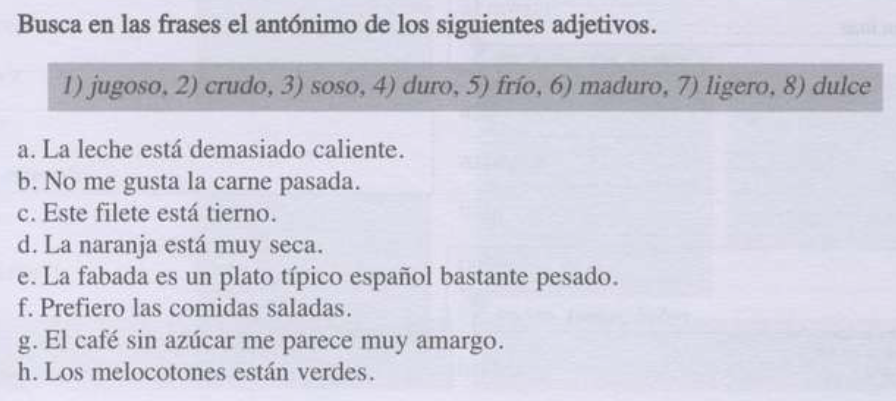 Busca en las frases el antónimo de los siguientes adjetivos.
1) jugoso, 2) crudo, 3) soso, 4) duro, 5) frío, 6) maduro, 7) ligero, 8) dulce
a. La leche está demasiado caliente.
b. No me gusta la carne pasada.
c. Este filete está tierno.
d. La naranja está muy seca.
e. La fabada es un plato típico español bastante pesado.
f. Prefiero las comidas saladas.
g. El café sin azúcar me parece muy amargo.
h. Los melocotones están verdes.